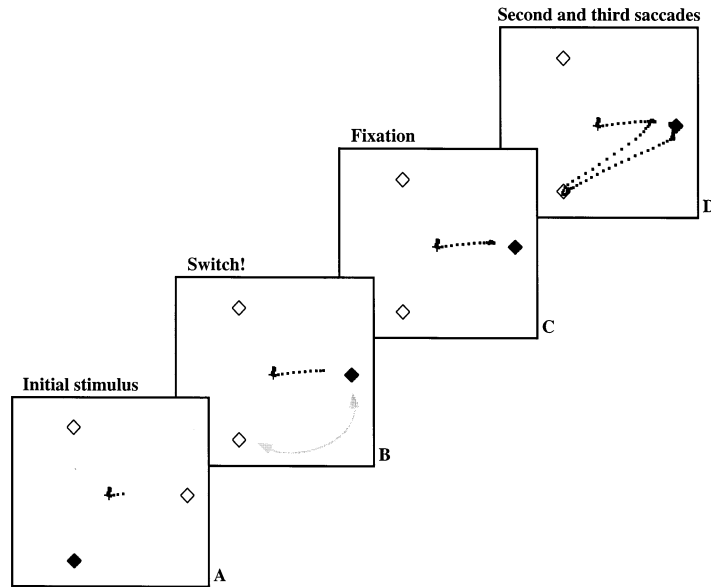 Second and third saccades
Fixation
D
Switch!
C
Initial stimulus
B
A